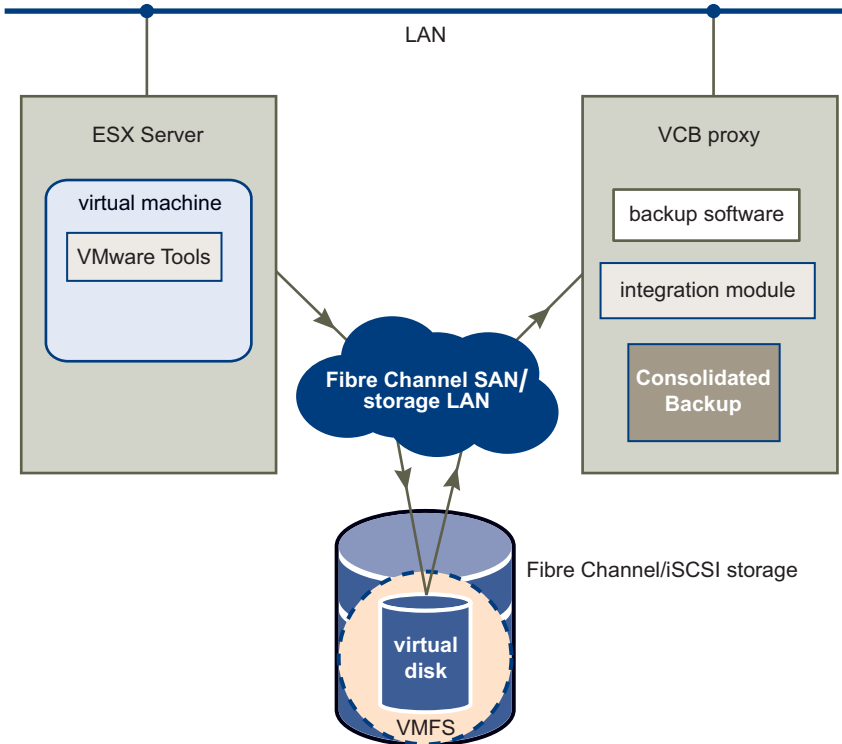 LAN
ESX Server
virtual machine
VMware Tools
VCB proxy
backup software
integration module
Consolidated
Backup
Fibre Channel SAN/
storage LAN
Fibre Channel/iSCSI storage
virtual
disk
VMFS